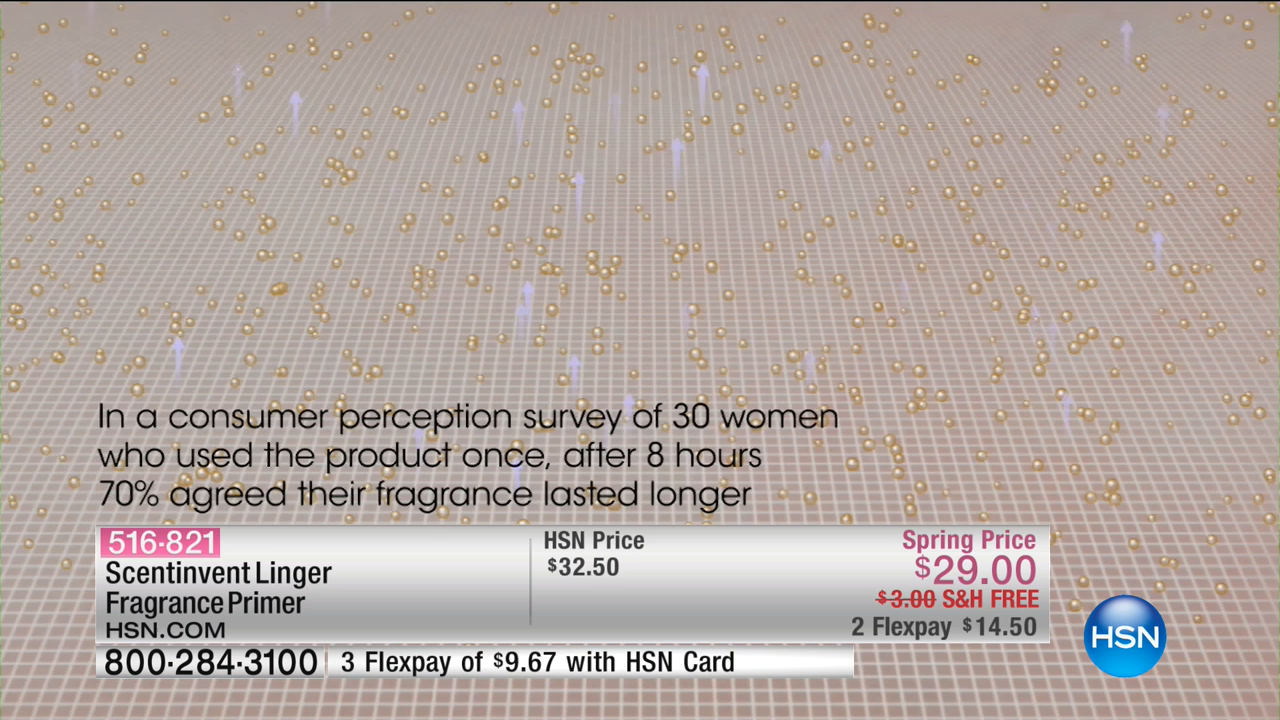 In a consumer perception survey of 30 women
who used the product once, after 8 hours
70% agreed their fragrance lasted longer
516·821
Scentinvent Linger
Fragrance Primer
HSN.COM
HSN Price
$32.50
Spring Price
$29.00
$3.00 S&H FREE
2 Flexpay $14.50
HSN
800·284·3100
3 Flexpay of $9.67 with HSN Card